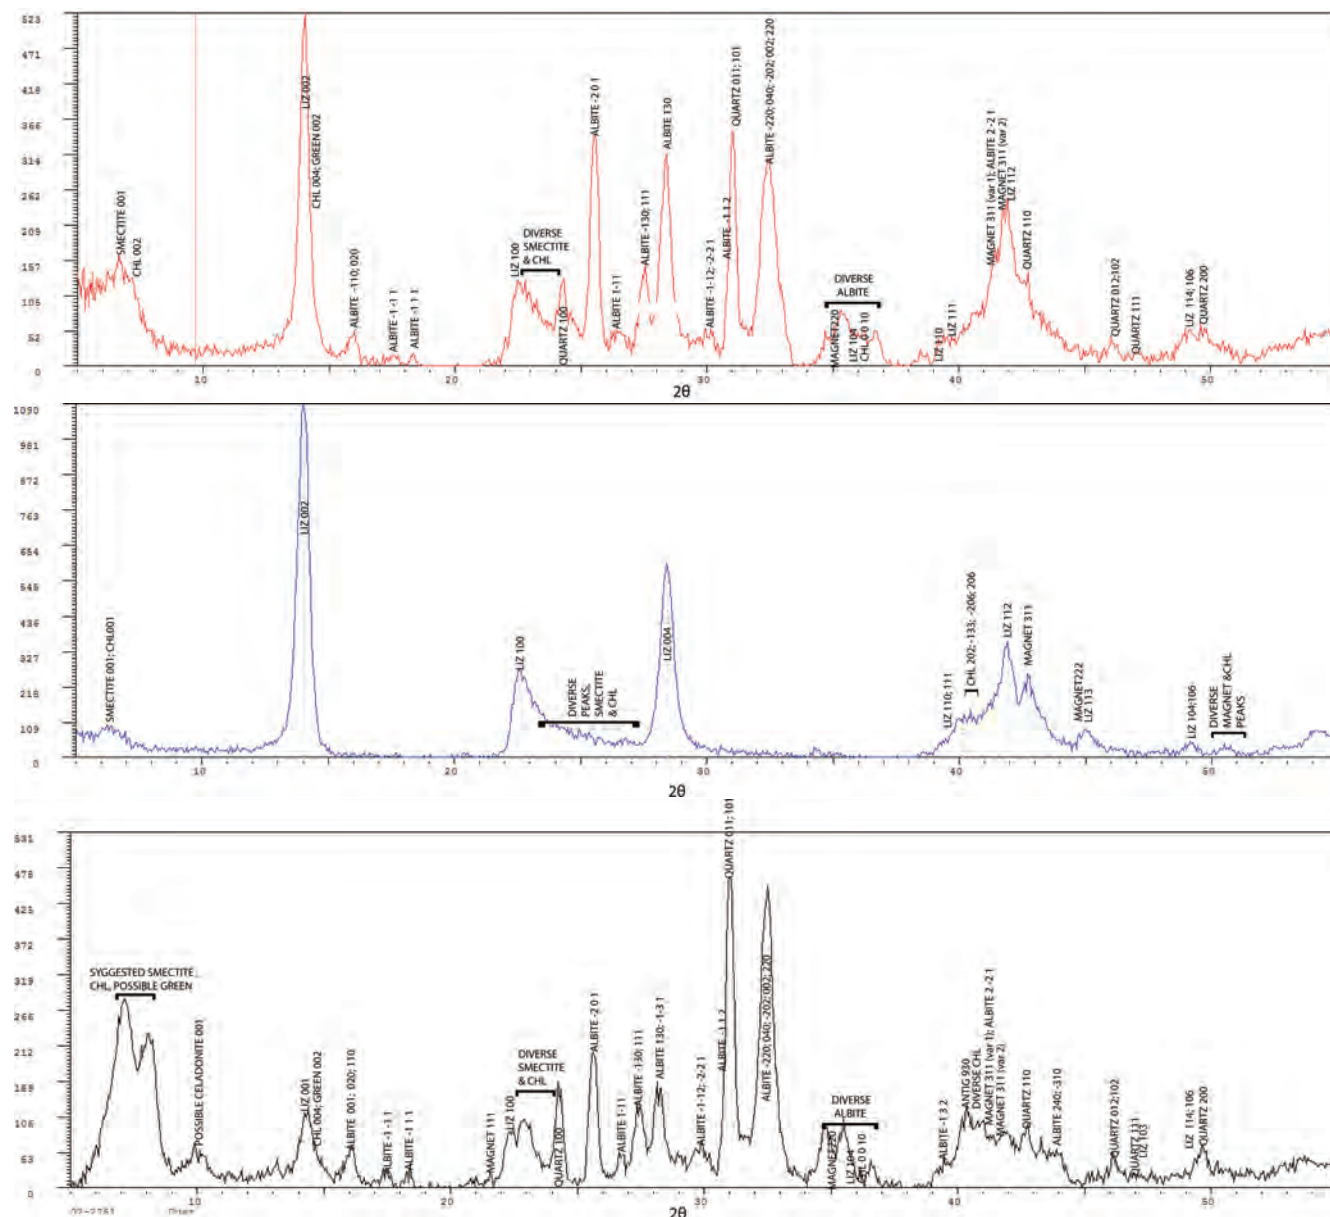 523
471
418
366
314
262
209
157
105
52
0
SMECTITE 001
CHL 002
LIZ 002
CHL 004; GREEN 002
ALBITE -110; 020
ALBITE -1 -1 1
ALBITE -1 1 1
LIZ 100
DIVERSE
SMECTITE
& CHL
QUARTZ 100
ALBITE -2 0 1
ALBITE 1-11
ALBITE -130; 111
ALBITE 130
ALBITE -1-12; -2-2 1
ALBITE -1 1 2
QUARTZ 011; 101
ALBITE -220; 040; -202; 002; 220
DIVERSE
ALBITE
MAGNET220
LIZ 104
CHL 0 0 10
LIZ 110
LIZ 111
MAGNET 311 (var 1); ALBITE 2 -2 1
MAGNET 311 (var 2)
LIZ 112
QUARTZ 110
QUARTZ 012;102
QUARTZ 111
LIZ 114; 106
QUARTZ 200
10
20
30
40
50
2θ
1090
981
872
763
654
545
436
327
218
109
0
SMECTITE 001; CHL001
LIZ 002
LIZ 100
DIVERSE
PEAKS,
SMECTITE
& CHL
LIZ 004
LIZ 110; 111
CHL 202; -133; -206; 206
LIZ 112
MAGNET 311
MAGNET222
LIZ 113
LIZ 104;106
DIVERSE
MAGNET &CHL
PEAKS
10
20
30
40
50
2θ
531
478
425
372
319
266
212
159
106
53
0
SYGGESTED SMECTITE,
CHL, POSSIBLE GREEN
POSSIBLE CELADONITE 001
LIZ 001
CHL 004; GREEN 002
ALBITE 001; 020; 110
ALBITE -1 -1 1
ALBITE -1 1 1
MAGNET 111
LIZ 100
DIVERSE
SMECTITE
& CHL
QUARTZ 100
ALBITE -2 0 1
ALBITE 1-11
ALBITE -130; 111
ALBITE 130; -1-3 1
ALBITE -1-12; -2-2 1
ALBITE -1 1 2
QUARTZ 011; 101
ALBITE -220; 040; -202; 002; 220
DIVERSE
ALBITE
MAGNET220
LIZ 104
CHL 0 0 10
ALBITE -1 3 2
ANTG 930
DIVERSE CHL
MAGNET 311 (var 1); ALBITE 2 -2 1
MAGNET 311 (var 2)
QUARTZ 110
ALBITE 240; -310
QUARTZ 012;102
QUARTZ 111
LIZ 103
LIZ 114; 106
QUARTZ 200
10
20
30
40
50
2θ